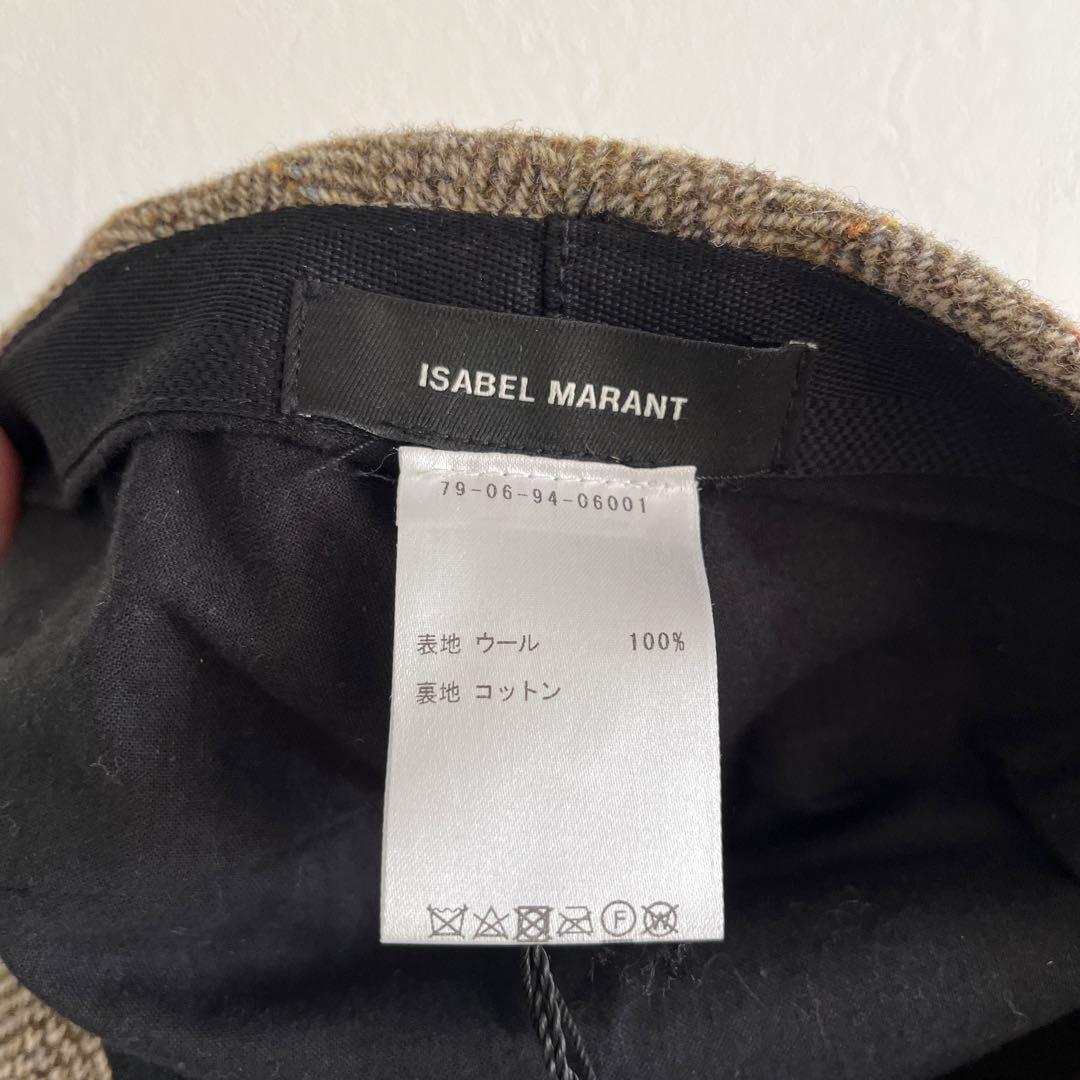 ISABEL MARANT
79-06-94-06001
表地 ウール 100%
裏地 コットン
F W